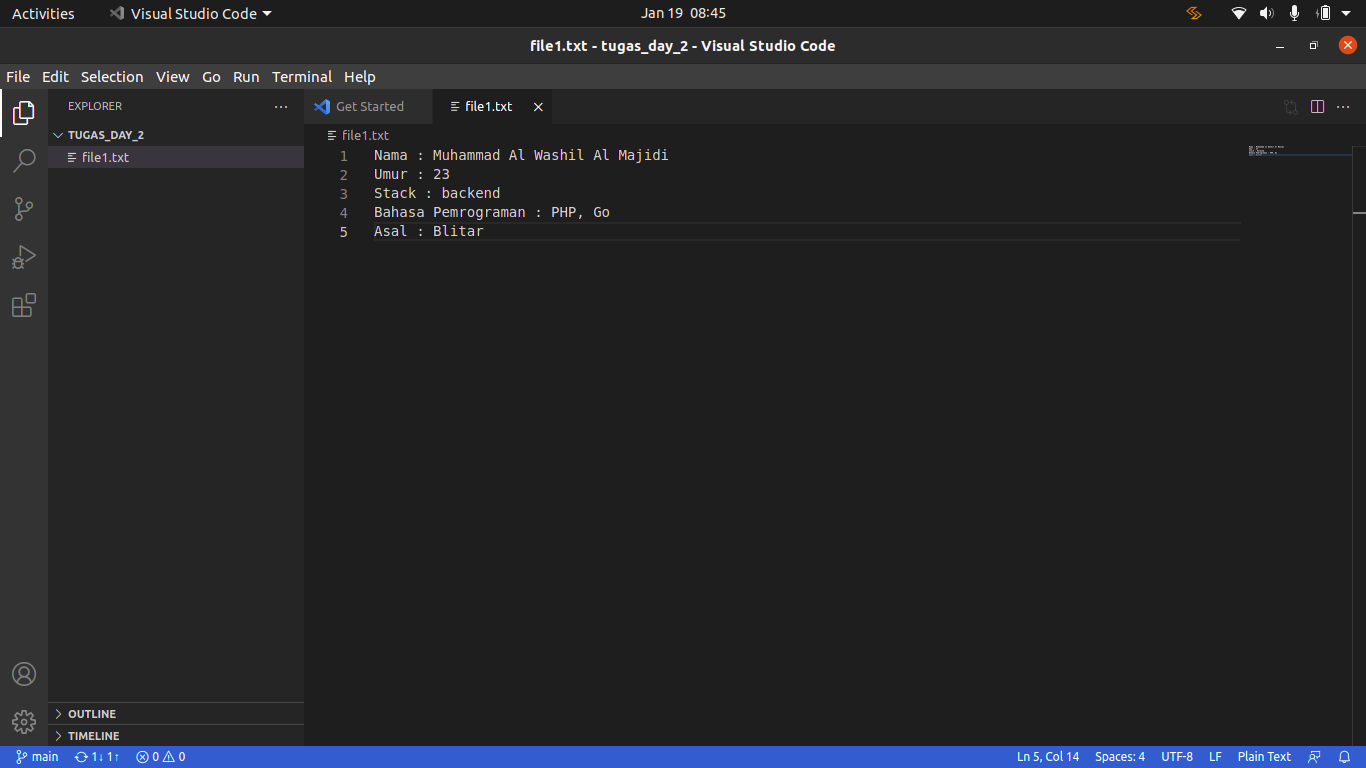 Activities
Visual Studio Code
Jan 19 08:45
file1.txt - tugas_day_2 - Visual Studio Code
File Edit Selection View Go Run Terminal Help
EXPLORER
TUGAS_DAY_2
file1.txt
OUTLINE
TIMELINE
Get Started
file1.txt
file1.txt
1 Nama : Muhammad Al Washil Al Majidi
2 Umur : 23
3 Stack : backend
4 Bahasa Pemrograman : PHP, Go
5 Asal : Blitar
main 1↓ 1↑ 0 0
Ln 5, Col 14 Spaces: 4 UTF-8 LF Plain Text